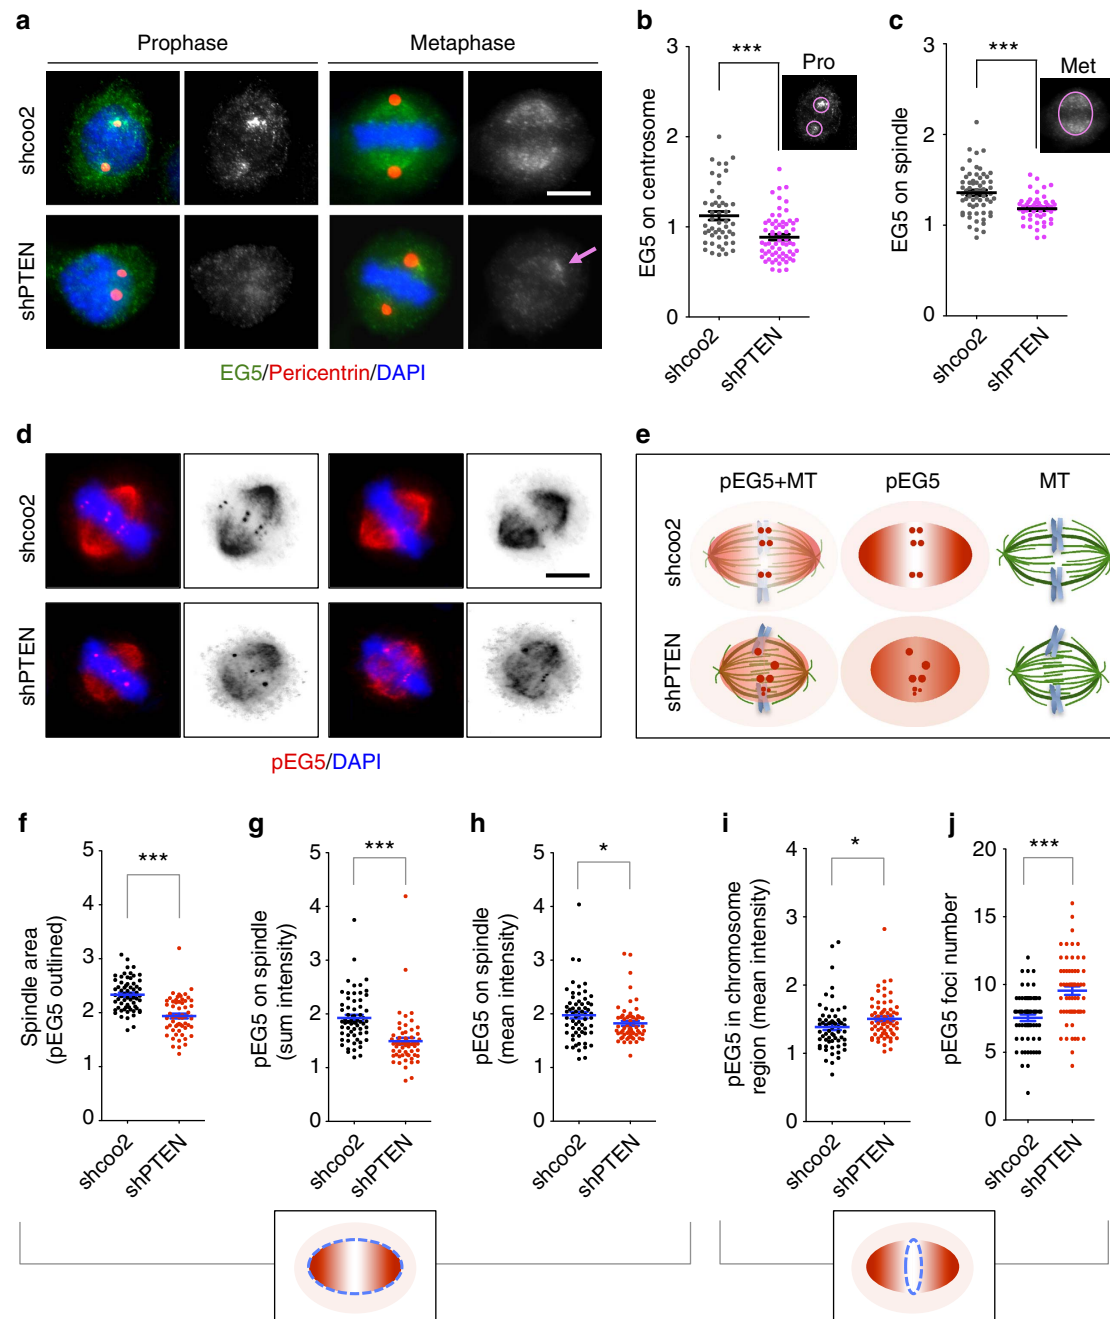 a
Prophase
Metaphase
shcoo2
shPTEN
EG5/Pericentrin/DAPI
b
***
Pro
EG5 on centrosome
3
2
1
0
shcoo2
shPTEN
c
***
Met
EG5 on spindle
3
2
1
0
shcoo2
shPTEN
d
shcoo2
shPTEN
pEG5/DAPI
e
pEG5+MT
pEG5
MT
shcoo2
shPTEN
f
***
Spindle area
(pEG5 outlined)
5
4
3
2
1
0
shcoo2
shPTEN
g
***
pEG5 on spindle
(sum intensity)
5
4
3
2
1
0
shcoo2
shPTEN
h
*
pEG5 on spindle
(mean intensity)
5
4
3
2
1
0
shcoo2
shPTEN
i
*
pEG5 in chromosome
region (mean intensity)
4
3
2
1
0
shcoo2
shPTEN
j
***
pEG5 foci number
20
15
10
5
0
shcoo2
shPTEN